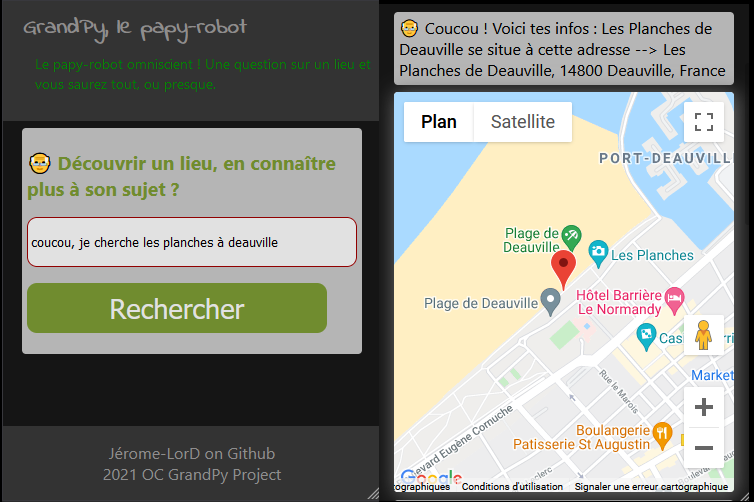 GrandPy, le papy-robot
Le papy-robot omniscient ! Une question sur un lieu et
vous saurez tout, ou presque.
Découvrir un lieu, en connaître
plus à son sujet ?
coucou, je cherche les planches à deauville
Rechercher
Jérome-LorD on Github
2021 OC GrandPy Project
Coucou ! Voici tes infos : Les Planches de
Deauville se situe à cette adresse --> Les
Planches de Deauville, 14800 Deauville, France
Plan
Satellite
PORT-DEAUVILL
Plage de
Deauville
Les Planches
Plage de Deauville
Hôtel Barrière
Le Normandy
Rue le Marois
Market
Boulangerie
Patisserie St Augustin
evard Eugène Cornuche
Google
ographiques
Conditions d'utilisation
Signaler une erreur cartographique